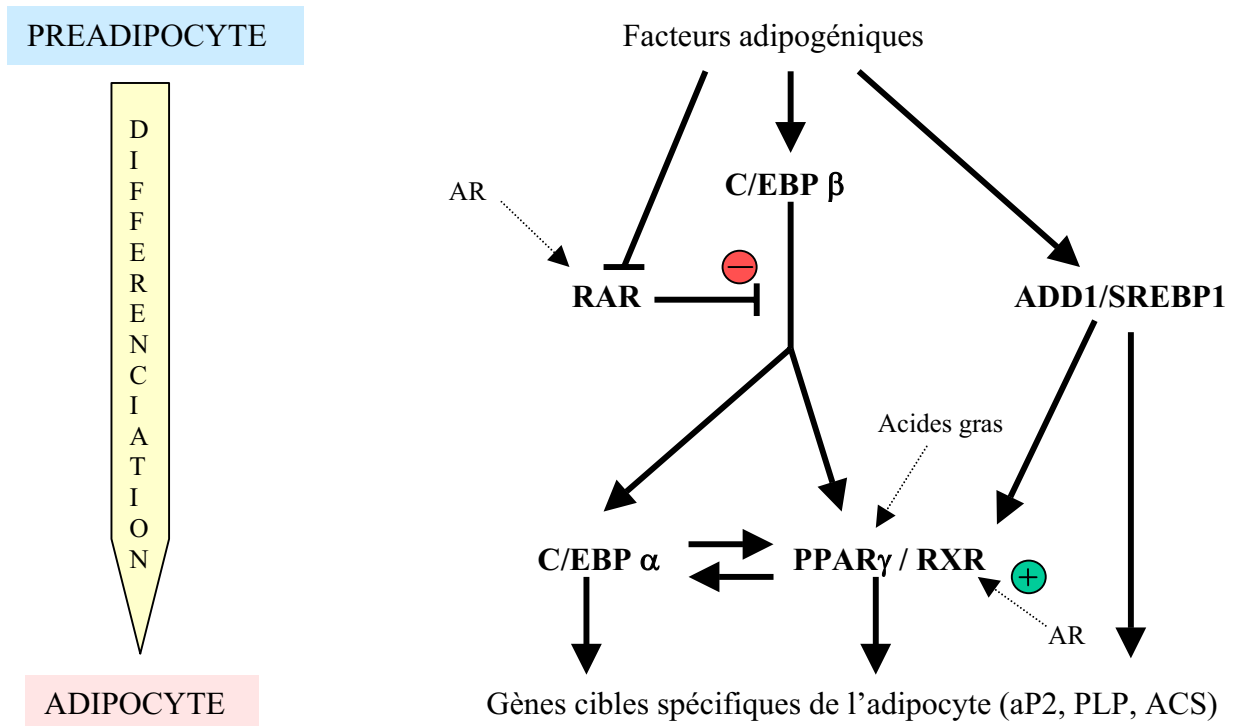 PREADIPOCYTE
Facteurs adipogéniques
DIFFERENCIATION
C/EBP β
AR
−
RAR
ADD1/SREBP1
Acides gras
C/EBP α
PPARγ / RXR
+
AR
ADIPOCYTE
Gènes cibles spécifiques de l’adipocyte (aP2, PLP, ACS)